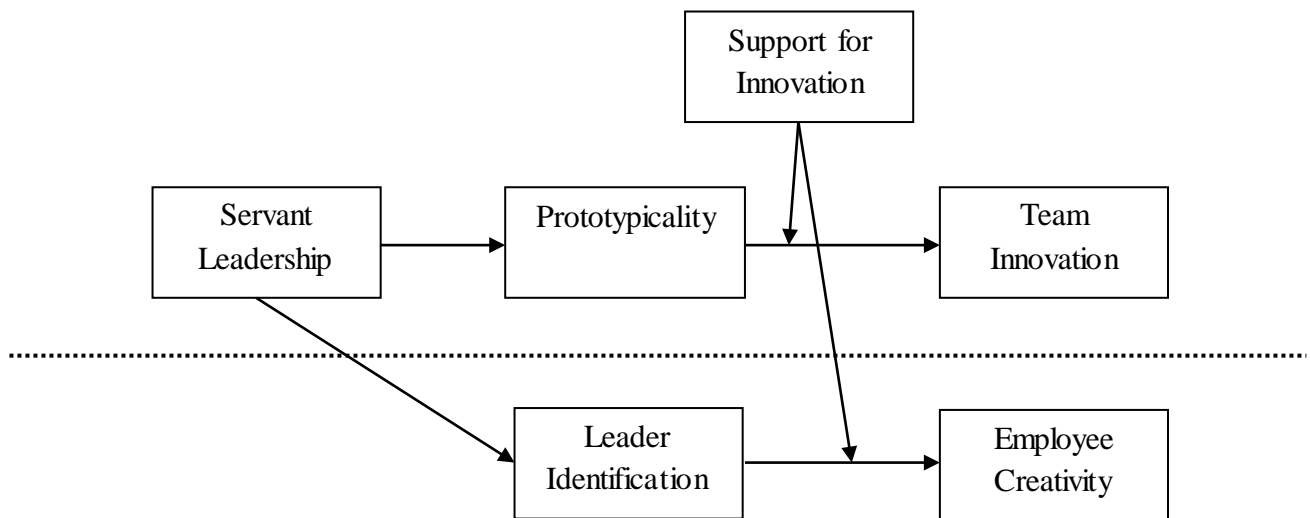 Support for
Innovation
Servant
Leadership
Prototypicality
Team
Innovation
Leader
Identification
Employee
Creativity